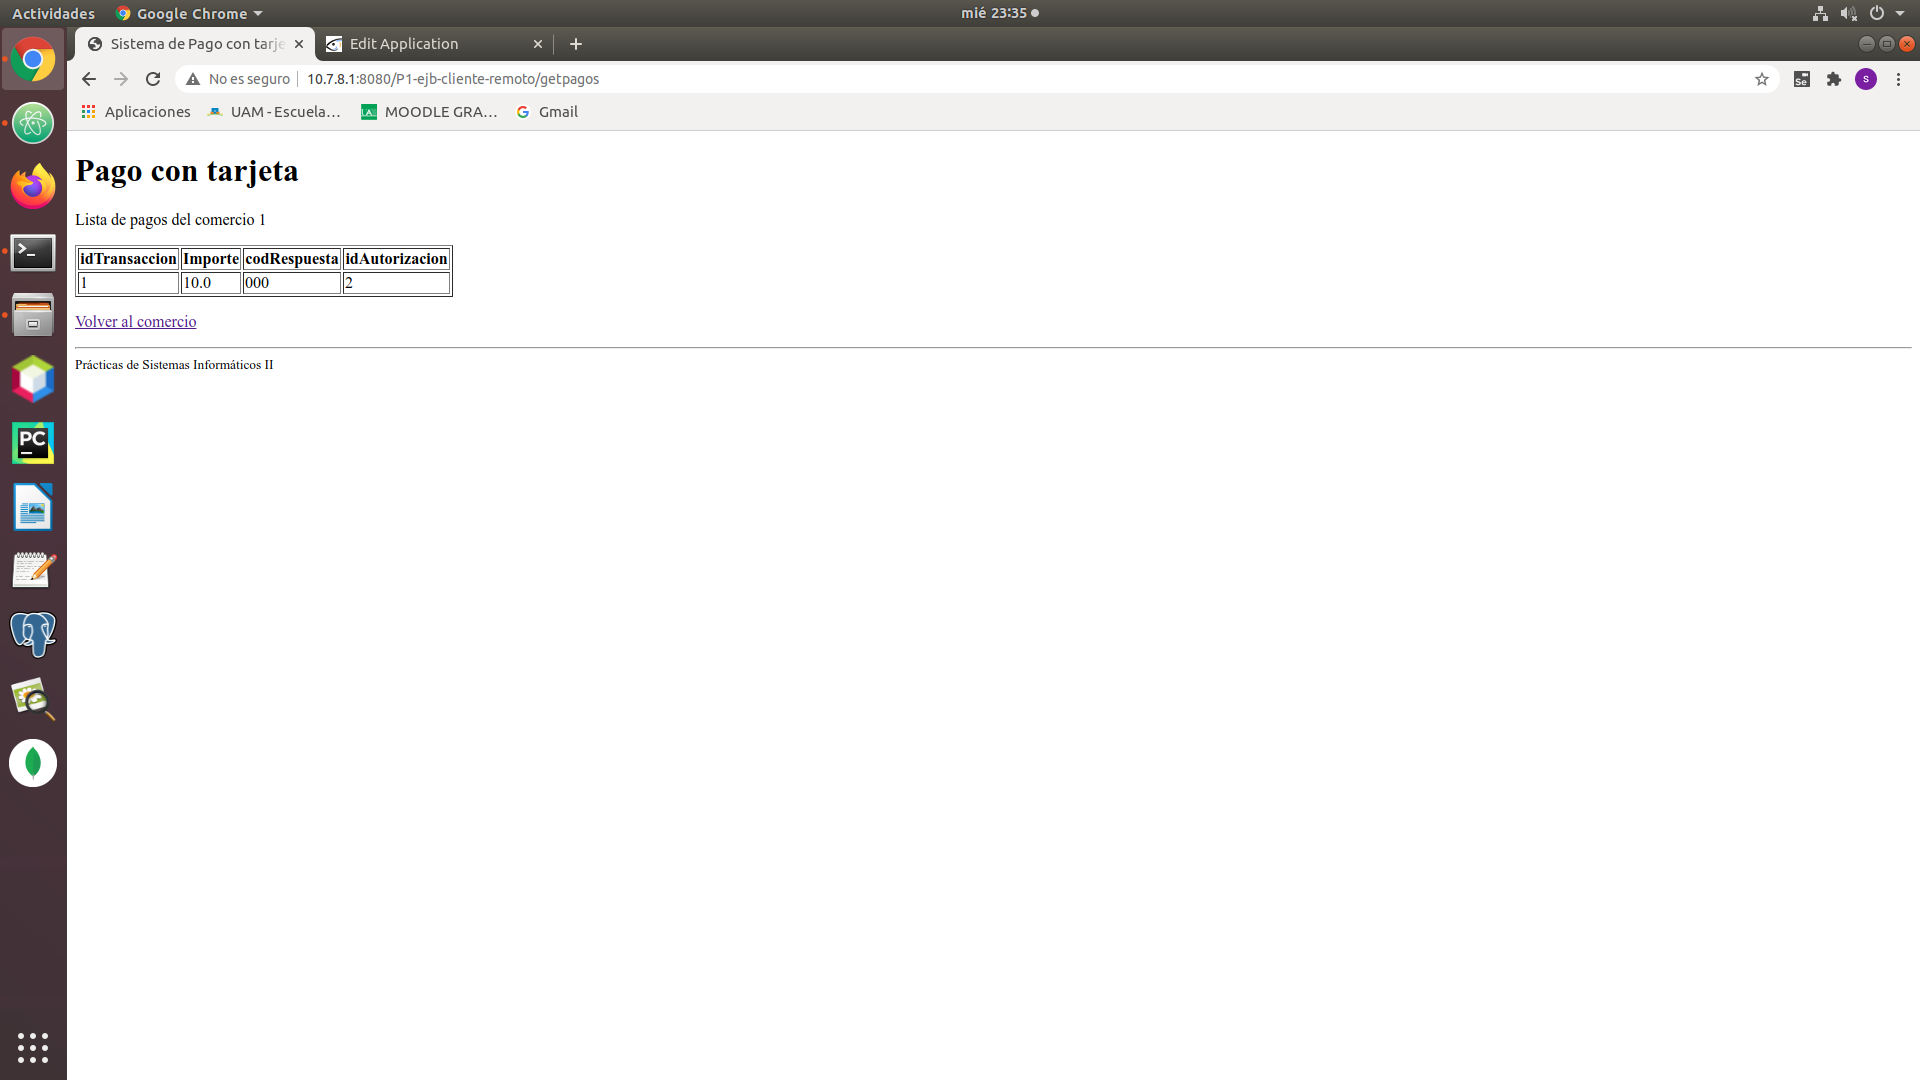 Actividades Google Chrome mié 23:35
Sistema de Pago con tarje Edit Application
No es seguro 10.7.8.1:8080/P1-ejb-cliente-remoto/getpagos Se S
Aplicaciones UAM - Escuela… MOODLE GRA… Gmail
Pago con tarjeta
Lista de pagos del comercio 1
idTransaccion Importe codRespuesta idAutorizacion
1 10.0 000 2
Volver al comercio
Prácticas de Sistemas Informáticos II
PC